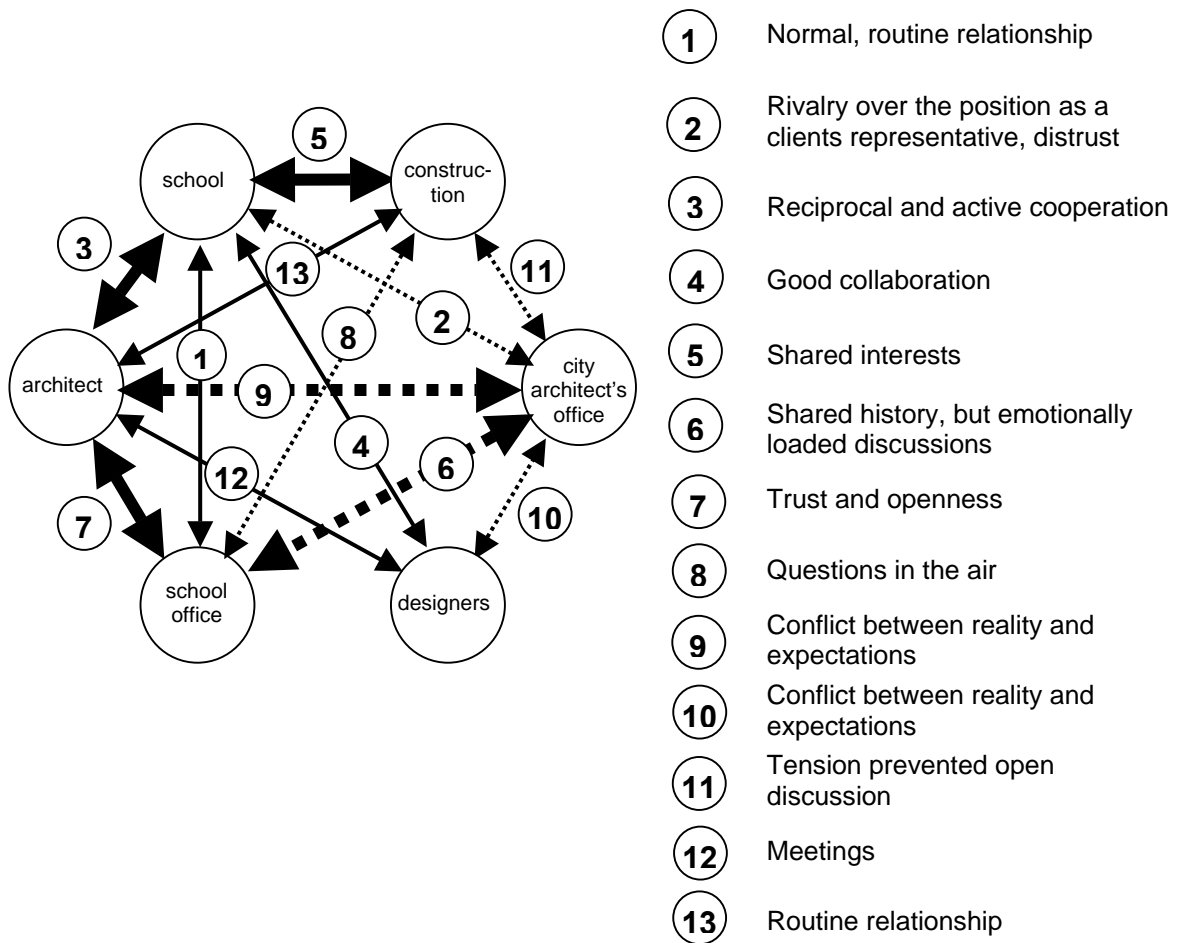 5
school
construc-
tion
3
13
11
2
8
1
architect
9
city
architect's
office
4
6
12
7
10
school
office
designers
1 Normal, routine relationship
2 Rivalry over the position as a
clients representative, distrust
3 Reciprocal and active cooperation
4 Good collaboration
5 Shared interests
6 Shared history, but emotionally
loaded discussions
7 Trust and openness
8 Questions in the air
9 Conflict between reality and
expectations
10 Conflict between reality and
expectations
11 Tension prevented open
discussion
12 Meetings
13 Routine relationship